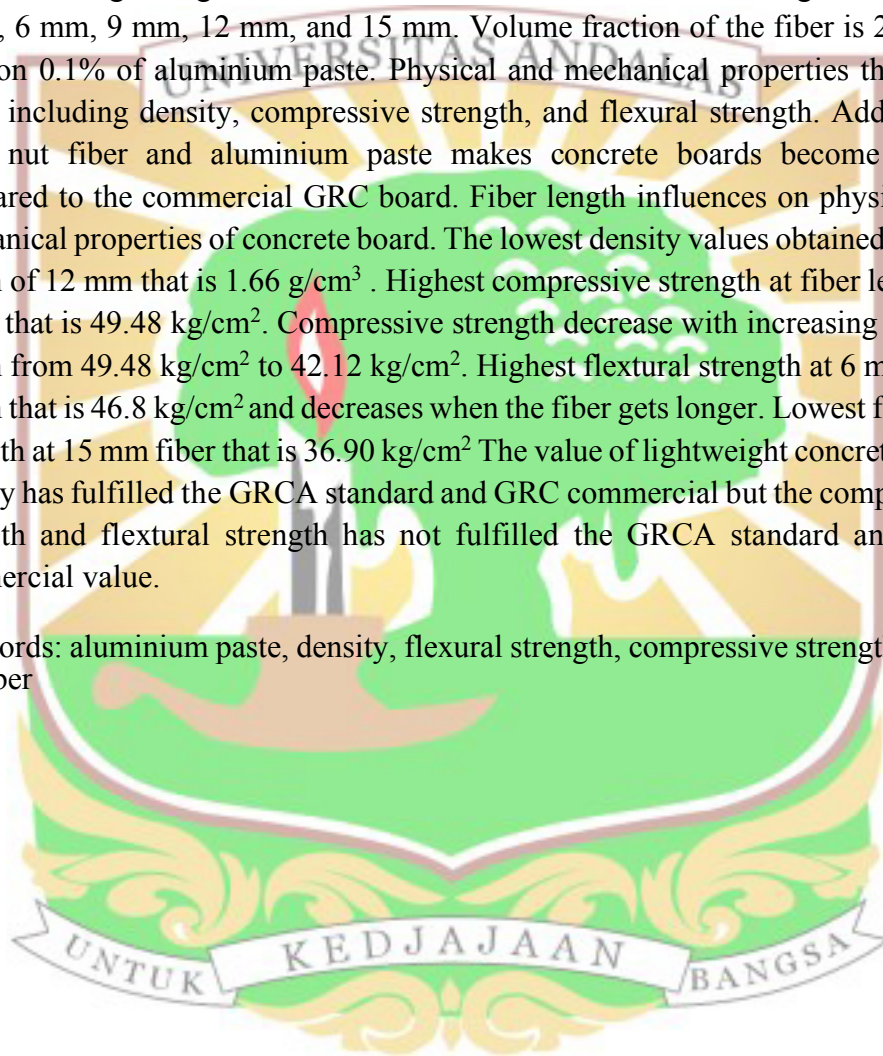 , 6 mm, 9 mm, 12 mm, and 15 mm. Volume fraction of the fiber is 2
on 0.1% of aluminium paste. Physical and mechanical properties th
UNIVERSITAS ANDALAS
including density, compressive strength, and flexural strength. Add
nut fiber and aluminium paste makes concrete boards become
ared to the commercial GRC board. Fiber length influences on physi
anical properties of concrete board. The lowest density values obtained
n of 12 mm that is 1.66 g/cm³ . Highest compressive strength at fiber le
that is 49.48 kg/cm². Compressive strength decrease with increasing
n from 49.48 kg/cm² to 42.12 kg/cm². Highest flextural strength at 6 m
n that is 46.8 kg/cm² and decreases when the fiber gets longer. Lowest f
th at 15 mm fiber that is 36.90 kg/cm² The value of lightweight concret
y has fulfilled the GRCA standard and GRC commercial but the comp
th and flextural strength has not fulfilled the GRCA standard an
ercial value.
ords: aluminium paste, density, flexural strength, compressive strengt
ber
UNTUK KEDJAJAAN BANGSA